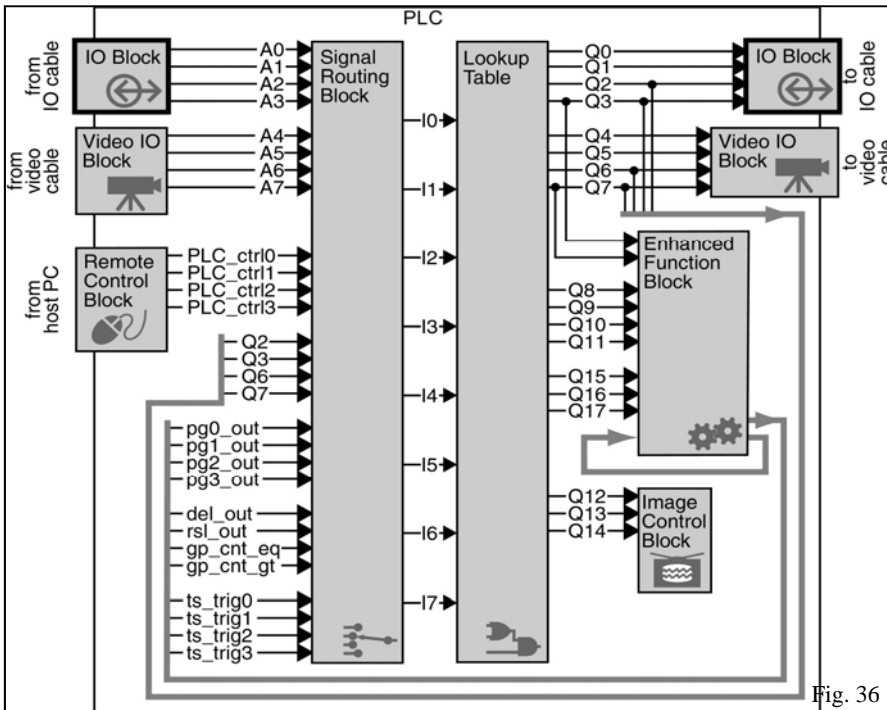 PLC
from
IO cable
IO Block
A0
A1
A2
A3
from
video
cable
Video IO
Block
A4
A5
A6
A7
from
host PC
Remote
Control
Block
PLC_ctrl0
PLC_ctrl1
PLC_ctrl2
PLC_ctrl3
Q2
Q3
Q6
Q7
pg0_out
pg1_out
pg2_out
pg3_out
del_out
rsl_out
gp_cnt_eq
gp_cnt_gt
ts_trig0
ts_trig1
ts_trig2
ts_trig3
Signal
Routing
Block
I0
I1
I2
I3
I4
I5
I6
I7
Lookup
Table
Q0
Q1
Q2
Q3
Q4
Q5
Q6
Q7
Q8
Q9
Q10
Q11
Q15
Q16
Q17
Q12
Q13
Q14
IO Block
to
IO cable
Video IO
Block
to
video cable
Enhanced
Function
Block
Image
Control
Block
Fig. 36